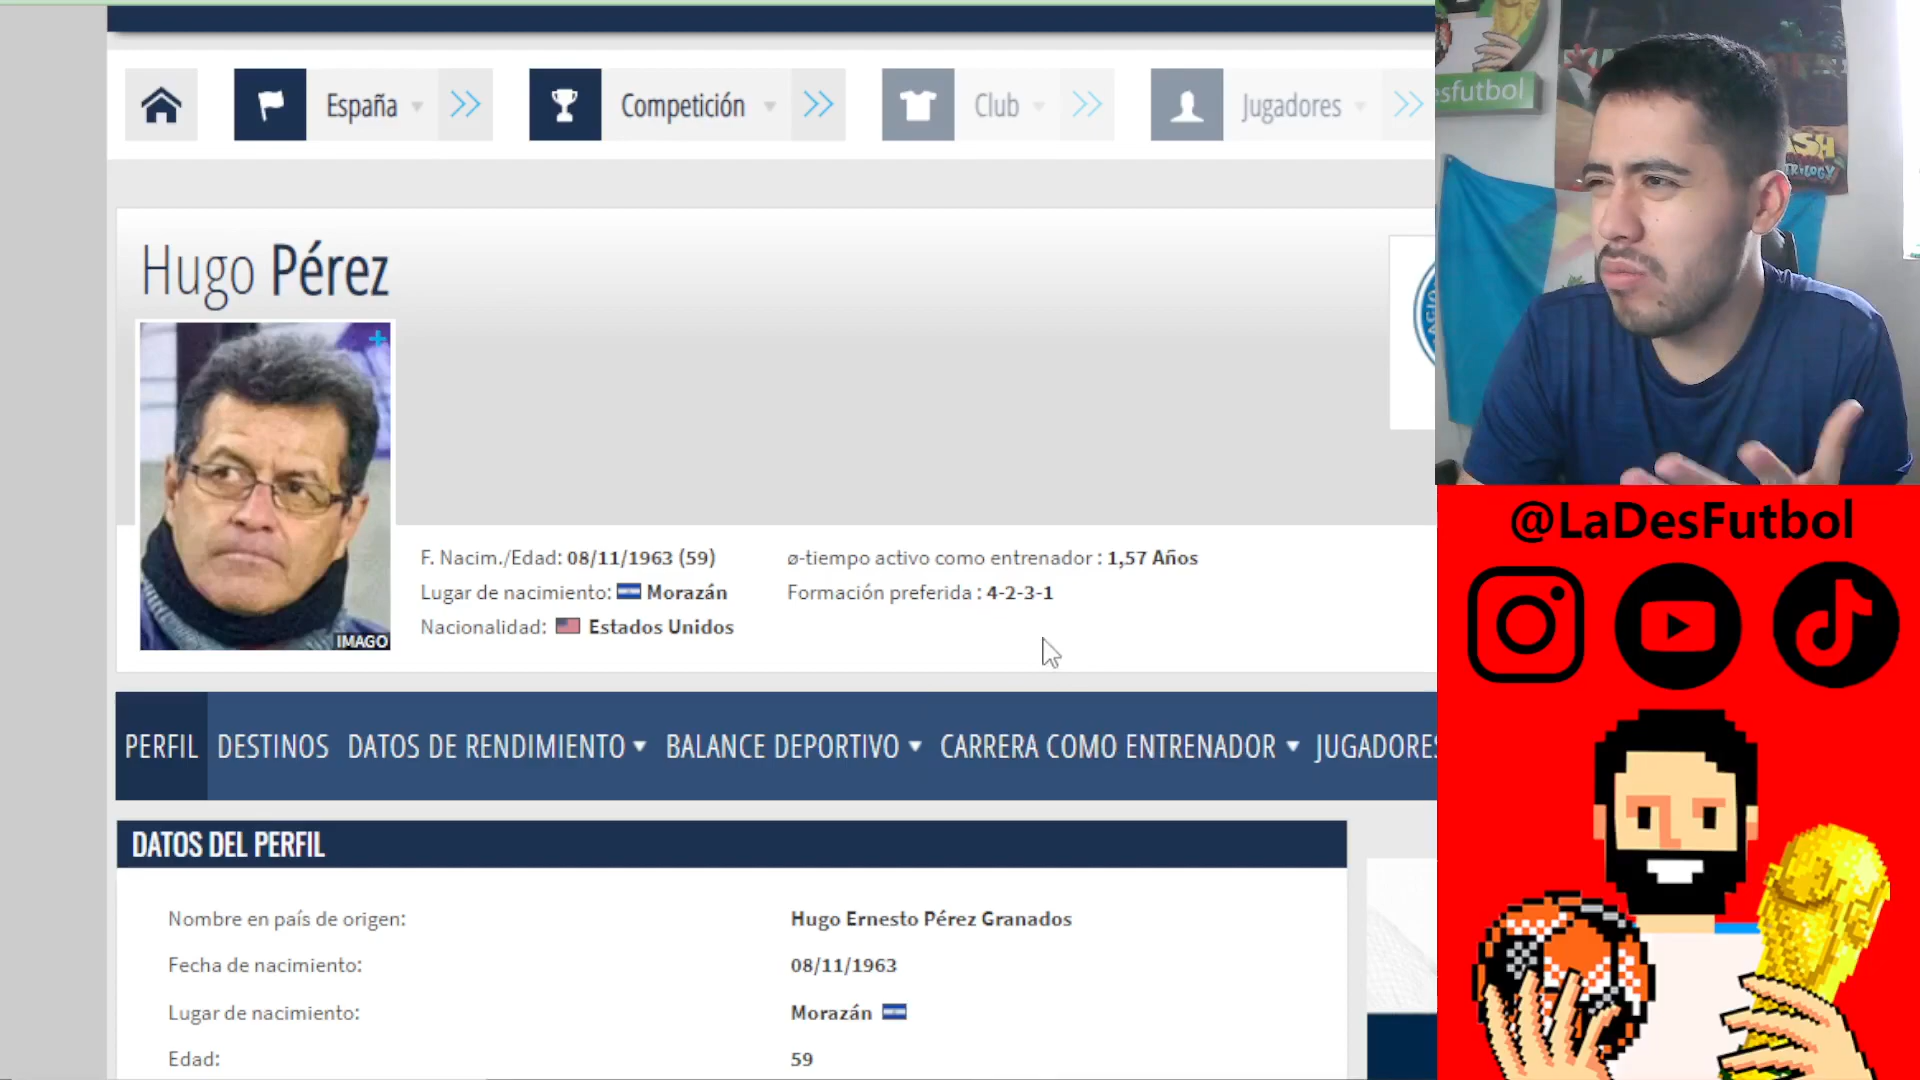 España
Competición
Club
Jugadores
Hugo Pérez
IMAGO
F. Nacim./Edad: 08/11/1963 (59)
Lugar de nacimiento: Morazán
Nacionalidad: Estados Unidos
ø-tiempo activo como entrenador : 1,57 Años
Formación preferida : 4-2-3-1
PERFIL DESTINOS DATOS DE RENDIMIENTO BALANCE DEPORTIVO CARRERA COMO ENTRENADOR JUGADORES
DATOS DEL PERFIL
Nombre en país de origen: Hugo Ernesto Pérez Granados
Fecha de nacimiento: 08/11/1963
Lugar de nacimiento: Morazán
Edad: 59
esfutbol
TRILOGY
@LaDesFutbol